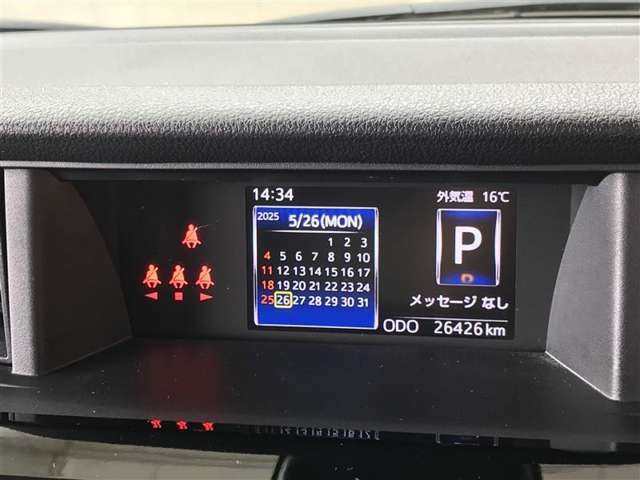 14:34
外気温 16℃
2025 5/26(MON)
1 2 3
4 5 6 7 8 9 10
11 12 13 14 15 16 17
18 19 20 21 22 23 24
25 26 27 28 29 30 31
P
D
メッセージ なし
ODO 26426 km